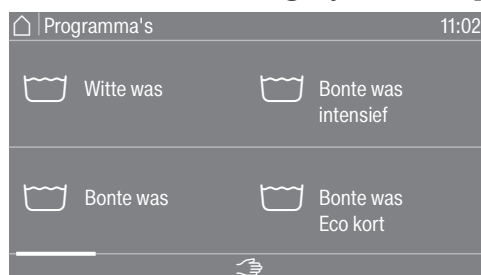 Programma's 11:02
Witte was
Bonte was
intensief
Bonte was
Bonte was
Eco kort